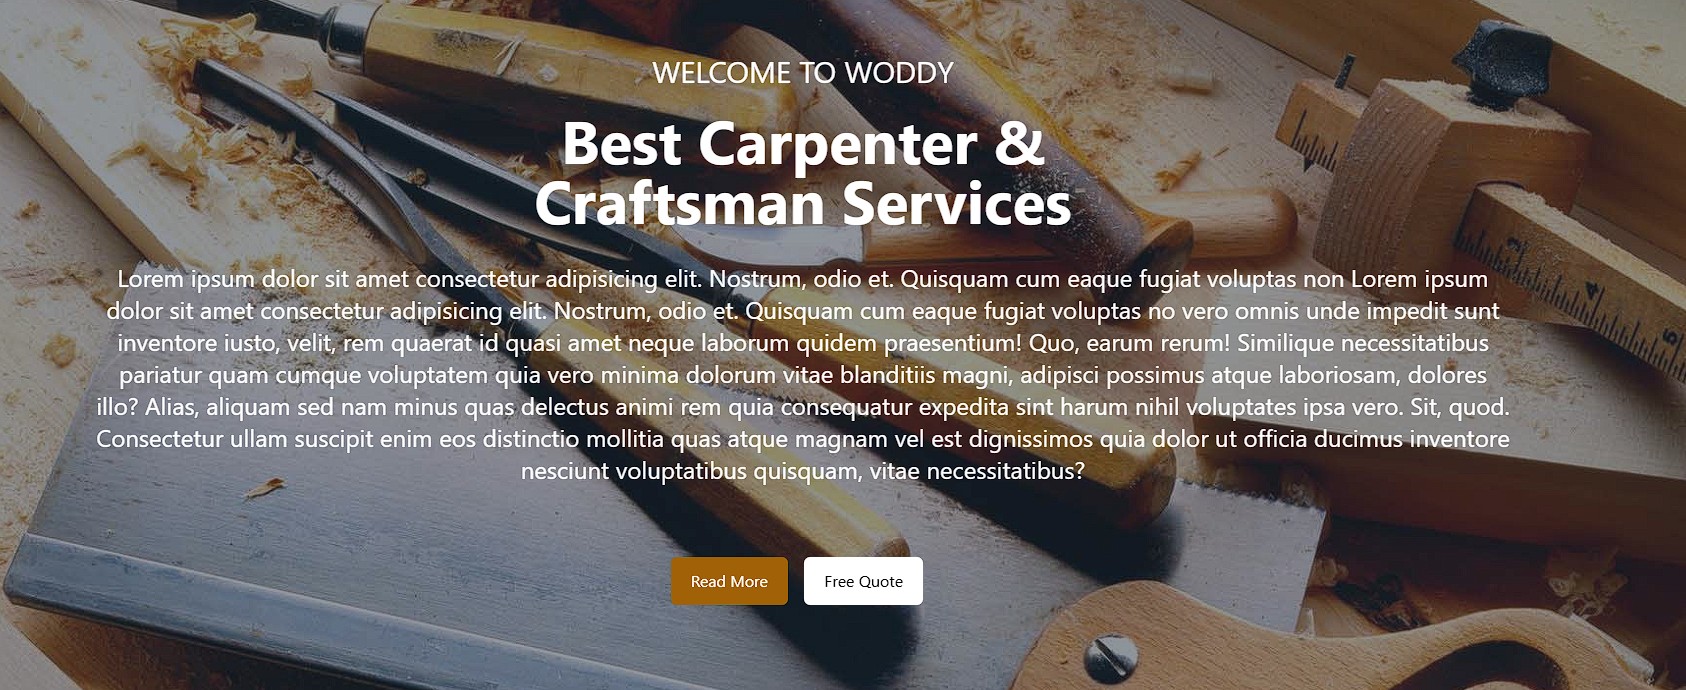 WELCOME TO WODDY
Best Carpenter &
Craftsman Services
Lorem ipsum dolor sit amet consectetur adipisicing elit. Nostrum, odio et. Quisquam cum eaque fugiat voluptas non Lorem ipsum
dolor sit amet consectetur adipisicing elit. Nostrum, odio et. Quisquam cum eaque fugiat voluptas no vero omnis unde impedit sunt
inventore iusto, velit, rem quaerat id quasi amet neque laborum quidem praesentium! Quo, earum rerum! Similique necessitatibus
pariatur quam cumque voluptatem quia vero minima dolorum vitae blanditiis magni, adipisci possimus atque laboriosam, dolores
illo? Alias, aliquam sed nam minus quas delectus animi rem quia consequatur expedita sint harum nihil voluptates ipsa vero. Sit, quod.
Consectetur ullam suscipit enim eos distinctio mollitia quas atque magnam vel est dignissimos quia dolor ut officia ducimus inventore
nesciunt voluptatibus quisquam, vitae necessitatibus?
Read More
Free Quote